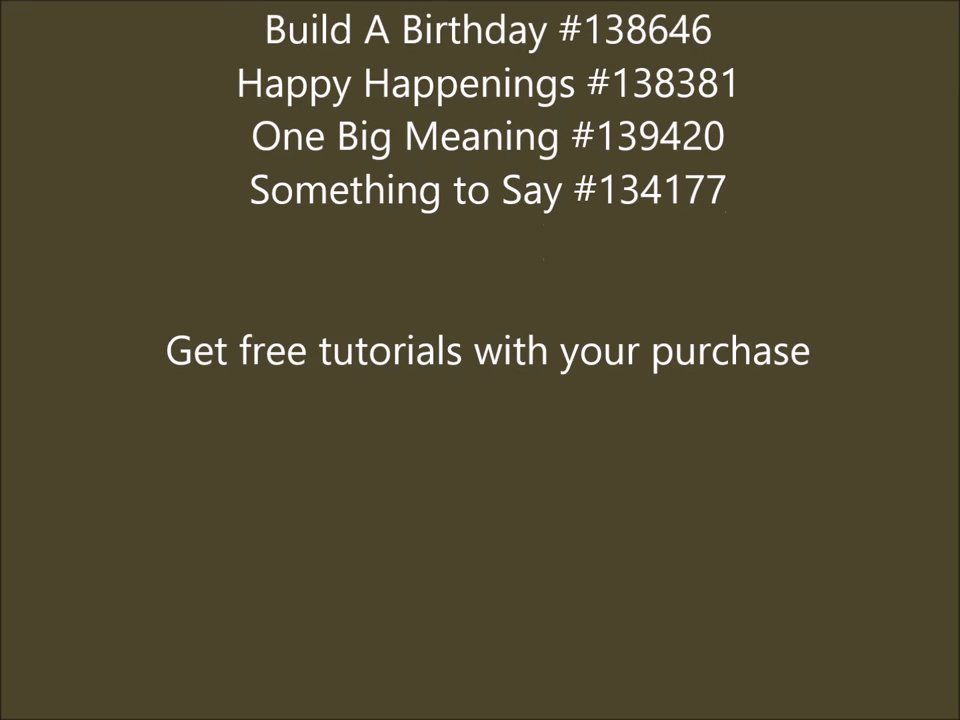 Build A Birthday #138646
Happy Happenings #138381
One Big Meaning #139420
Something to Say #134177
Get free tutorials with your purchase